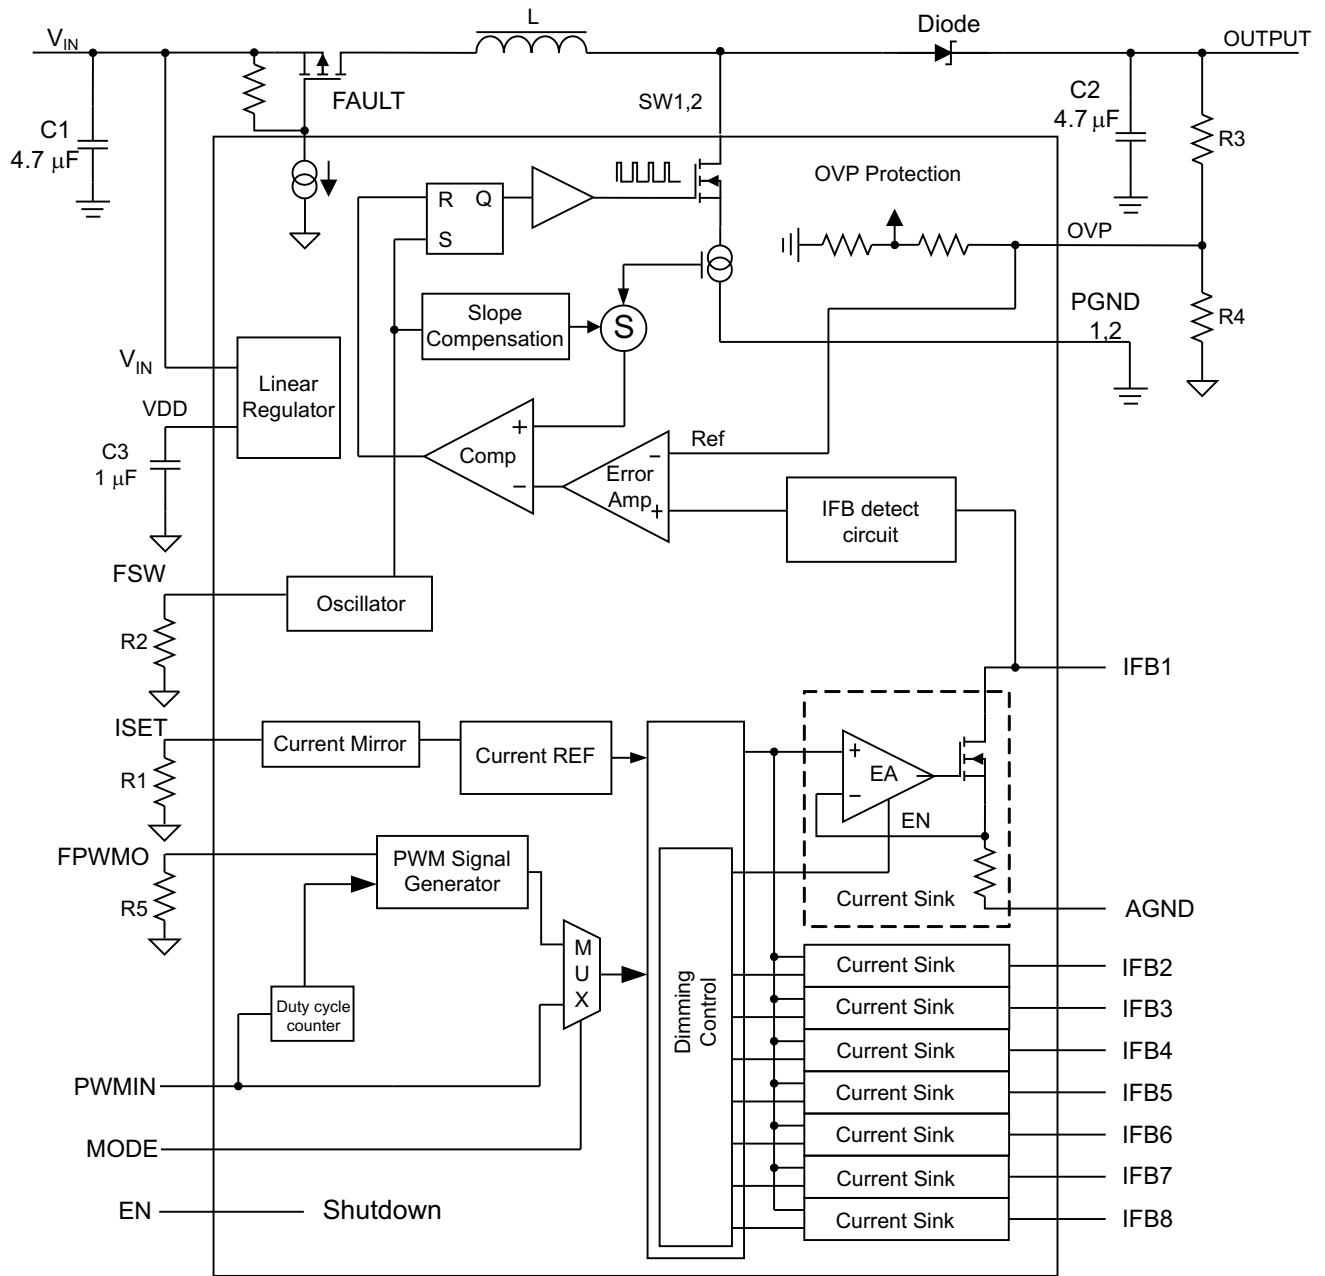 L
Diode
V_IN
OUTPUT
FAULT
SW1,2
C1
4.7 μF
C2
4.7 μF
R3
OVP Protection
R Q
S
OVP
Slope
Compensation
S
PGND
1,2
R4
V_IN
Linear
Regulator
VDD
C3
1 μF
+
Comp
−
Ref
−
Error
Amp
+
IFB detect
circuit
FSW
Oscillator
R2
IFB1
ISET
Current Mirror
Current REF
R1
+
EA
−
EN
FPWMO
PWM Signal
Generator
R5
Current Sink
AGND
M
U
X
Duty cycle
counter
Dimming
Control
Current Sink
IFB2
Current Sink
IFB3
Current Sink
IFB4
Current Sink
IFB5
Current Sink
IFB6
Current Sink
IFB7
Current Sink
IFB8
PWMIN
MODE
EN
Shutdown